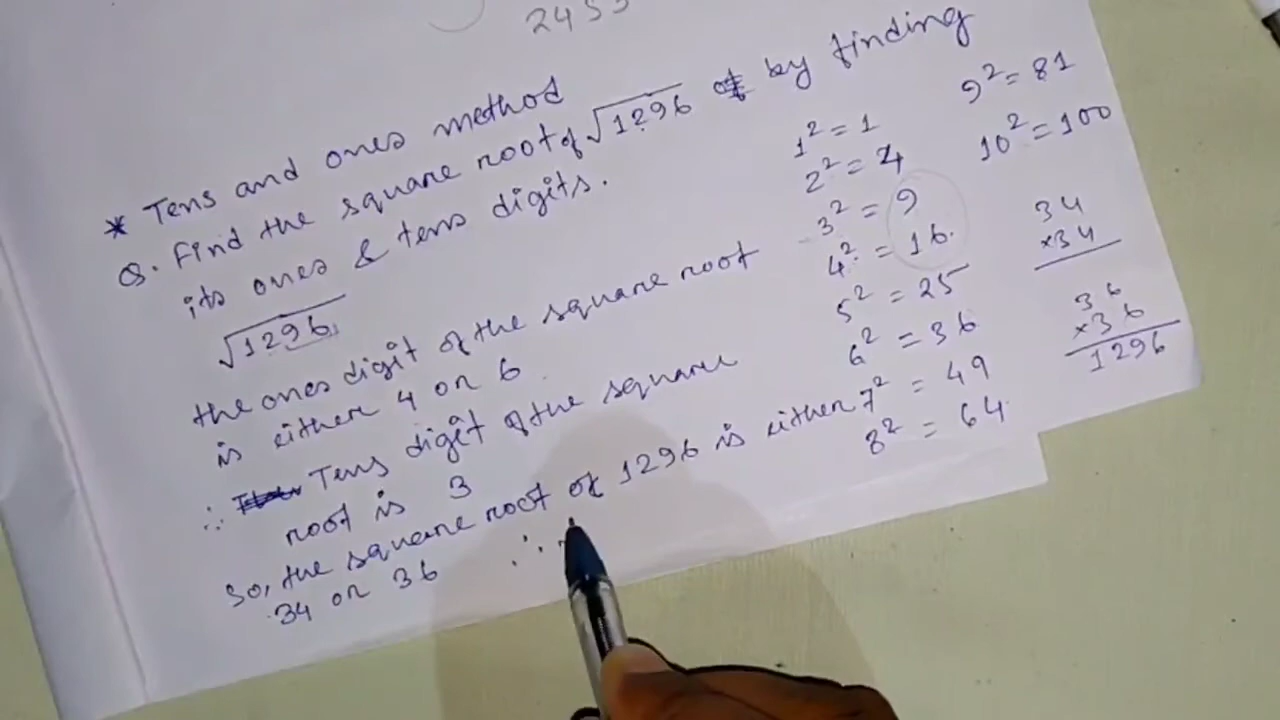 2453
* Tens and ones method
Q. Find the square root of √1296 by finding
its ones & tens digits.
√1296
the ones digit of the square root
is either 4 or 6
∴ Tens digit of the square
root is 3
So, the square root of 1296 is either
34 or 36 ∴
1² = 1
2² = 4
3² = 9
4² = 16.
5² = 25
6² = 36
7² = 49
8² = 64
9² = 81
10² = 100
34
×34
36
×36
1296